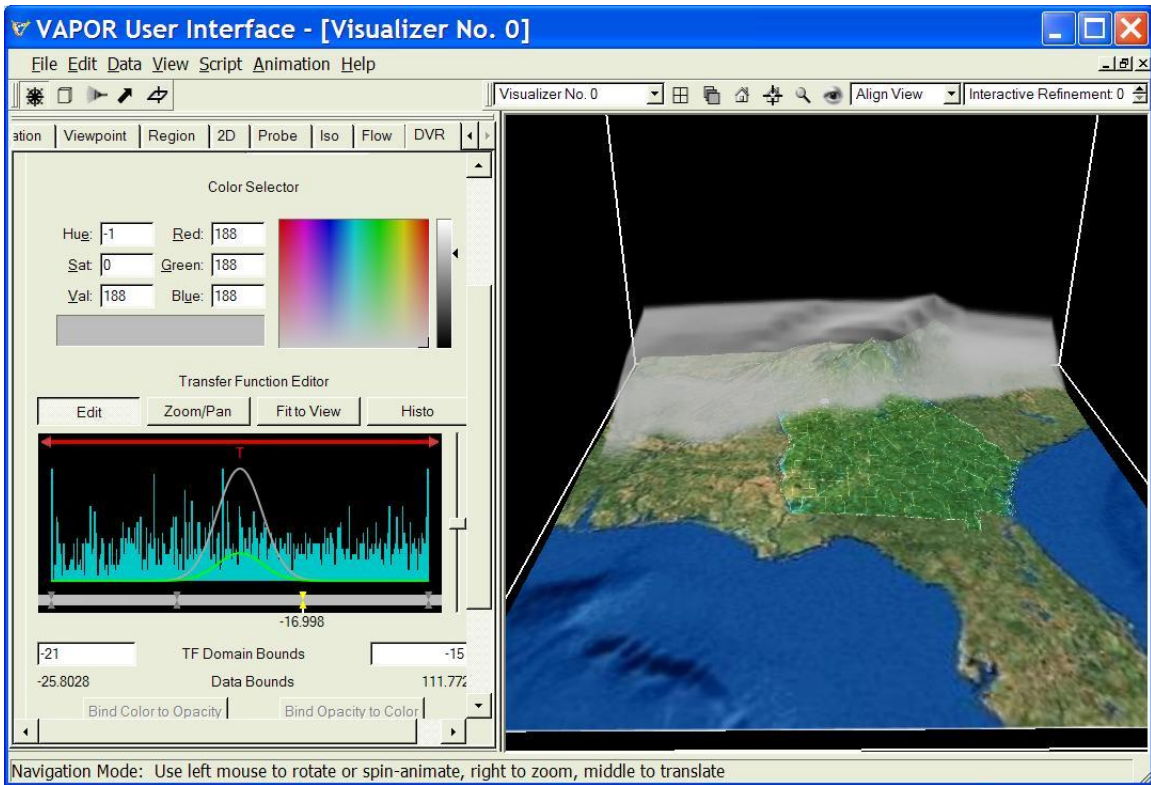 VAPOR User Interface - [Visualizer No. 0]
File Edit Data View Script Animation Help
Visualizer No. 0 Align View Interactive Refinement: 0
ation Viewpoint Region 2D Probe Iso Flow DVR
Color Selector
Hue: -1 Red: 188
Sat: 0 Green: 188
Val: 188 Blue: 188
Transfer Function Editor
Edit Zoom/Pan Fit to View Histo
T
-16.998
-21 TF Domain Bounds -15
-25.8028 Data Bounds 111.772
Bind Color to Opacity Bind Opacity to Color
Navigation Mode: Use left mouse to rotate or spin-animate, right to zoom, middle to translate